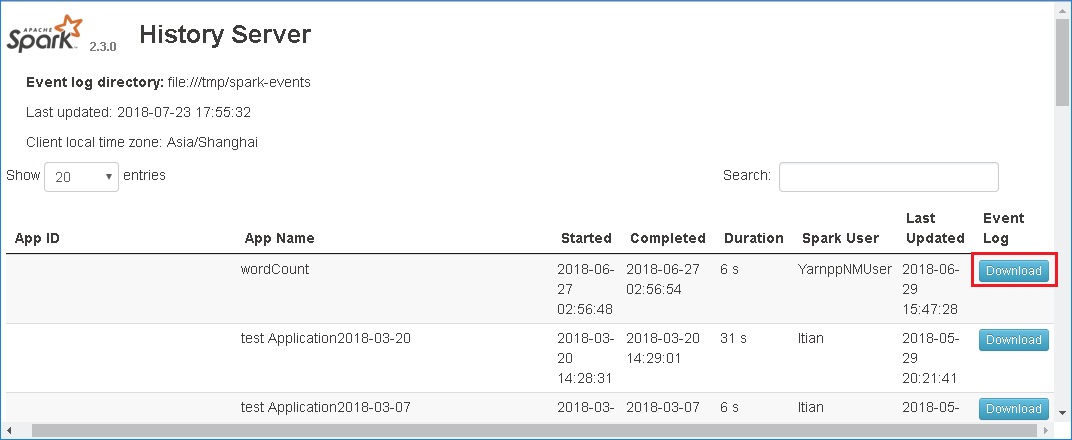 APACHE
Spark 2.3.0 History Server
Event log directory: file:///tmp/spark-events
Last updated: 2018-07-23 17:55:32
Client local time zone: Asia/Shanghai
Show 20 entries Search:
App ID App Name Started Completed Duration Spark User Last Updated Event Log
wordCount 2018-06-27 02:56:48 2018-06-27 02:56:54 6 s YarnppNMUser 2018-06-29 15:47:28 Download
test Application2018-03-20 2018-03-20 14:28:31 2018-03-20 14:29:01 31 s ltian 2018-05-29 20:21:41 Download
test Application2018-03-07 2018-03- 2018-03-07 6 s ltian 2018-05- Download